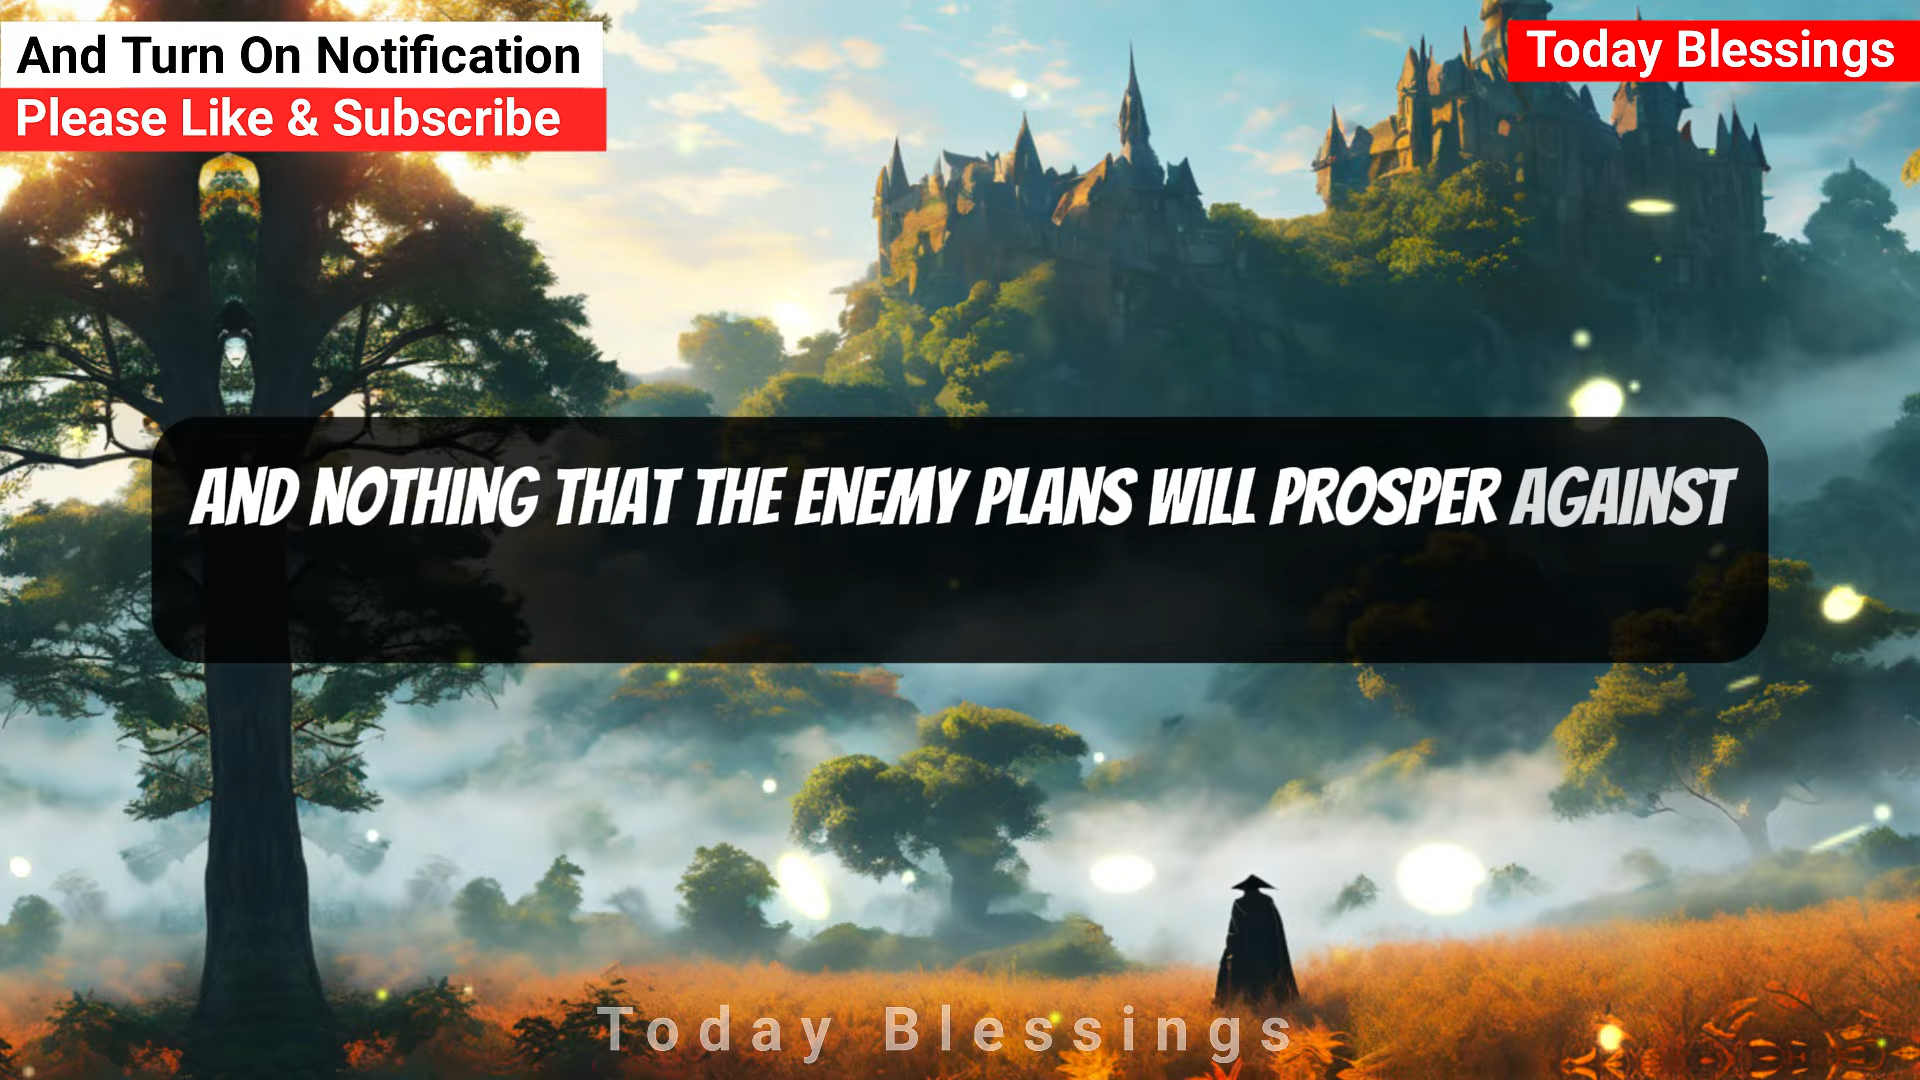 And Turn On Notification
Please Like & Subscribe
Today Blessings
AND NOTHING THAT THE ENEMY PLANS WILL PROSPER AGAINST
Today Blessings